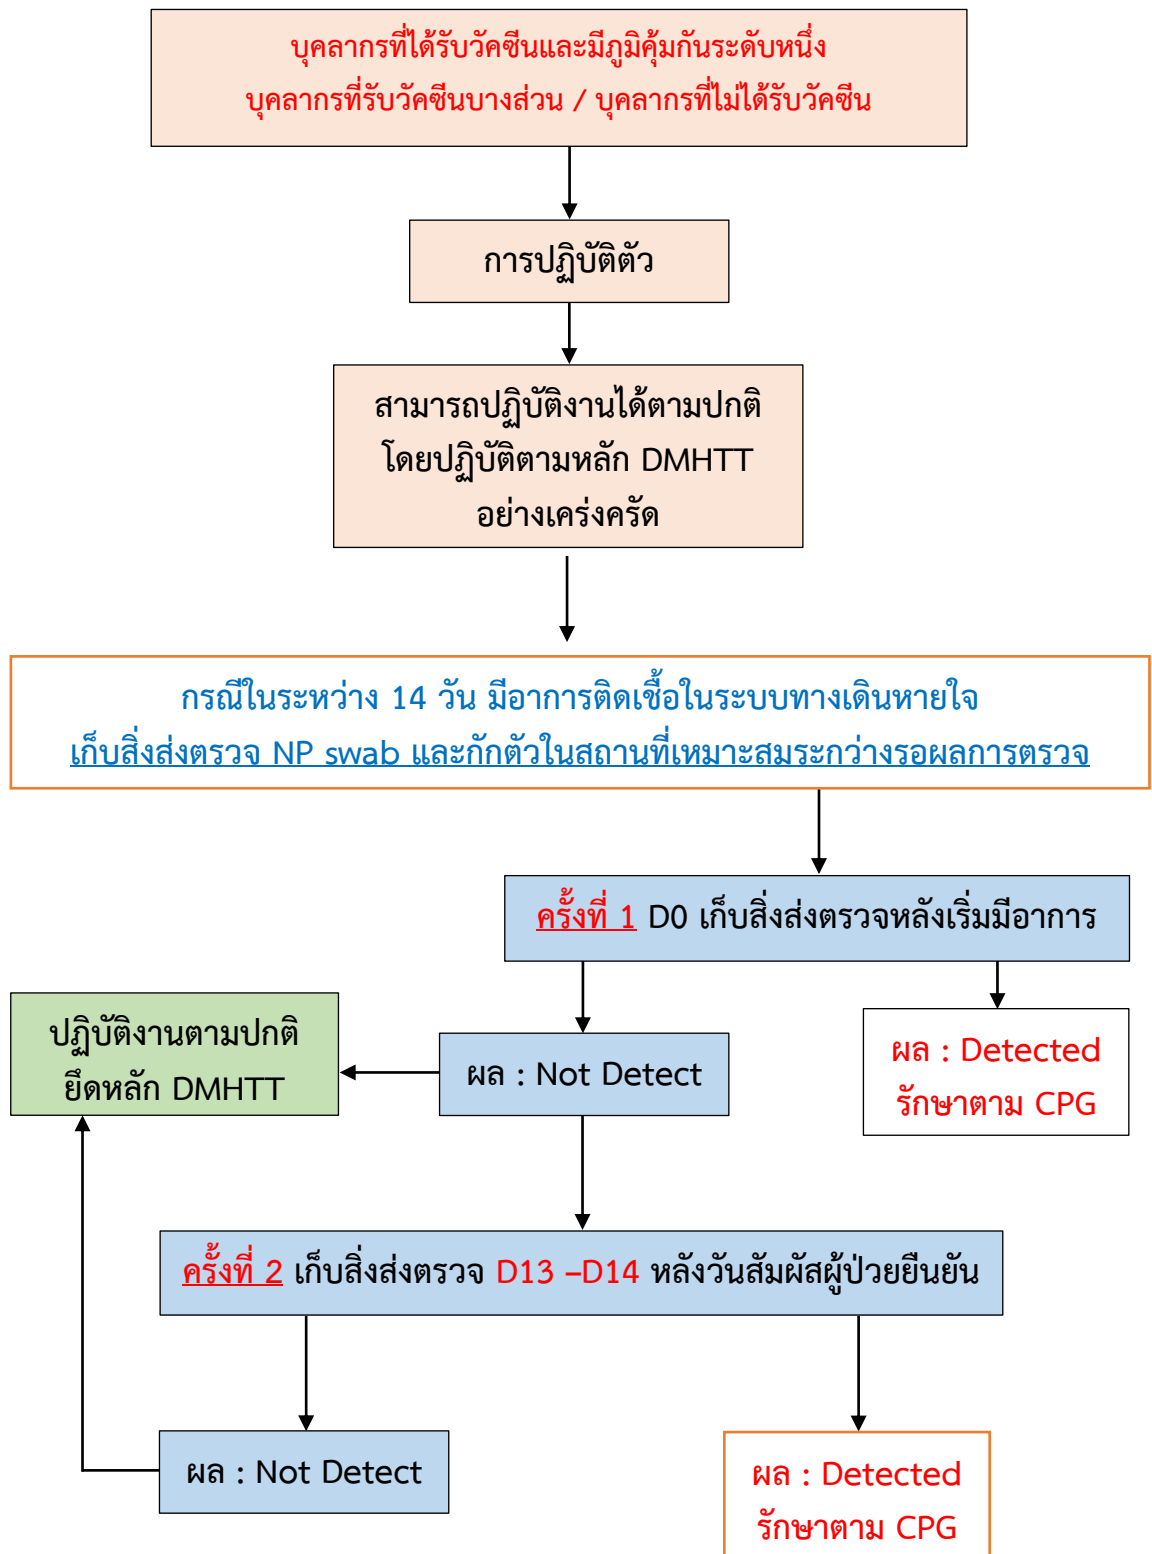 บุคลากรที่ได้รับวัคซีนและมีภูมิคุ้มกันระดับหนึ่ง
บุคลากรที่รับวัคซีนบางส่วน / บุคลากรที่ไม่ได้รับวัคซีน
การปฏิบัติตัว
สามารถปฏิบัติงานได้ตามปกติ
โดยปฏิบัติตามหลัก DMHTT
อย่างเคร่งครัด
กรณีในระหว่าง 14 วัน มีอาการติดเชื้อในระบบทางเดินหายใจ
เก็บสิ่งส่งตรวจ NP swab และกักตัวในสถานที่เหมาะสมระกว่างรอผลการตรวจ
ครั้งที่ 1 D0 เก็บสิ่งส่งตรวจหลังเริ่มมีอาการ
ปฏิบัติงานตามปกติ
ยึดหลัก DMHTT
ผล : Not Detect
ผล : Detected
รักษาตาม CPG
ครั้งที่ 2 เก็บสิ่งส่งตรวจ D13 –D14 หลังวันสัมผัสผู้ป่วยยืนยัน
ผล : Not Detect
ผล : Detected
รักษาตาม CPG